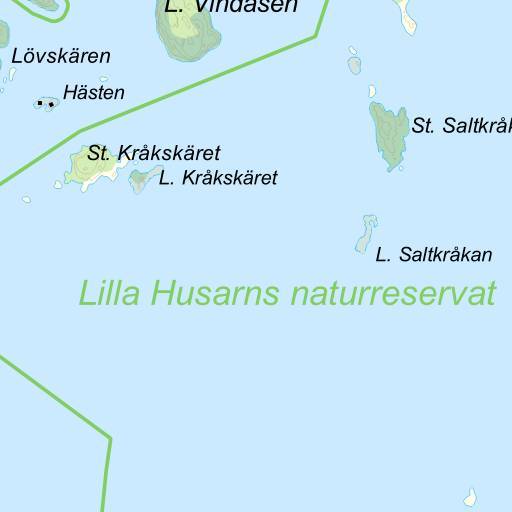 L. Vindåsen
Lövskären
Hästen
St. Saltkråk
St. Kråkskäret
L. Kråkskäret
L. Saltkråkan
Lilla Husarns naturreservat